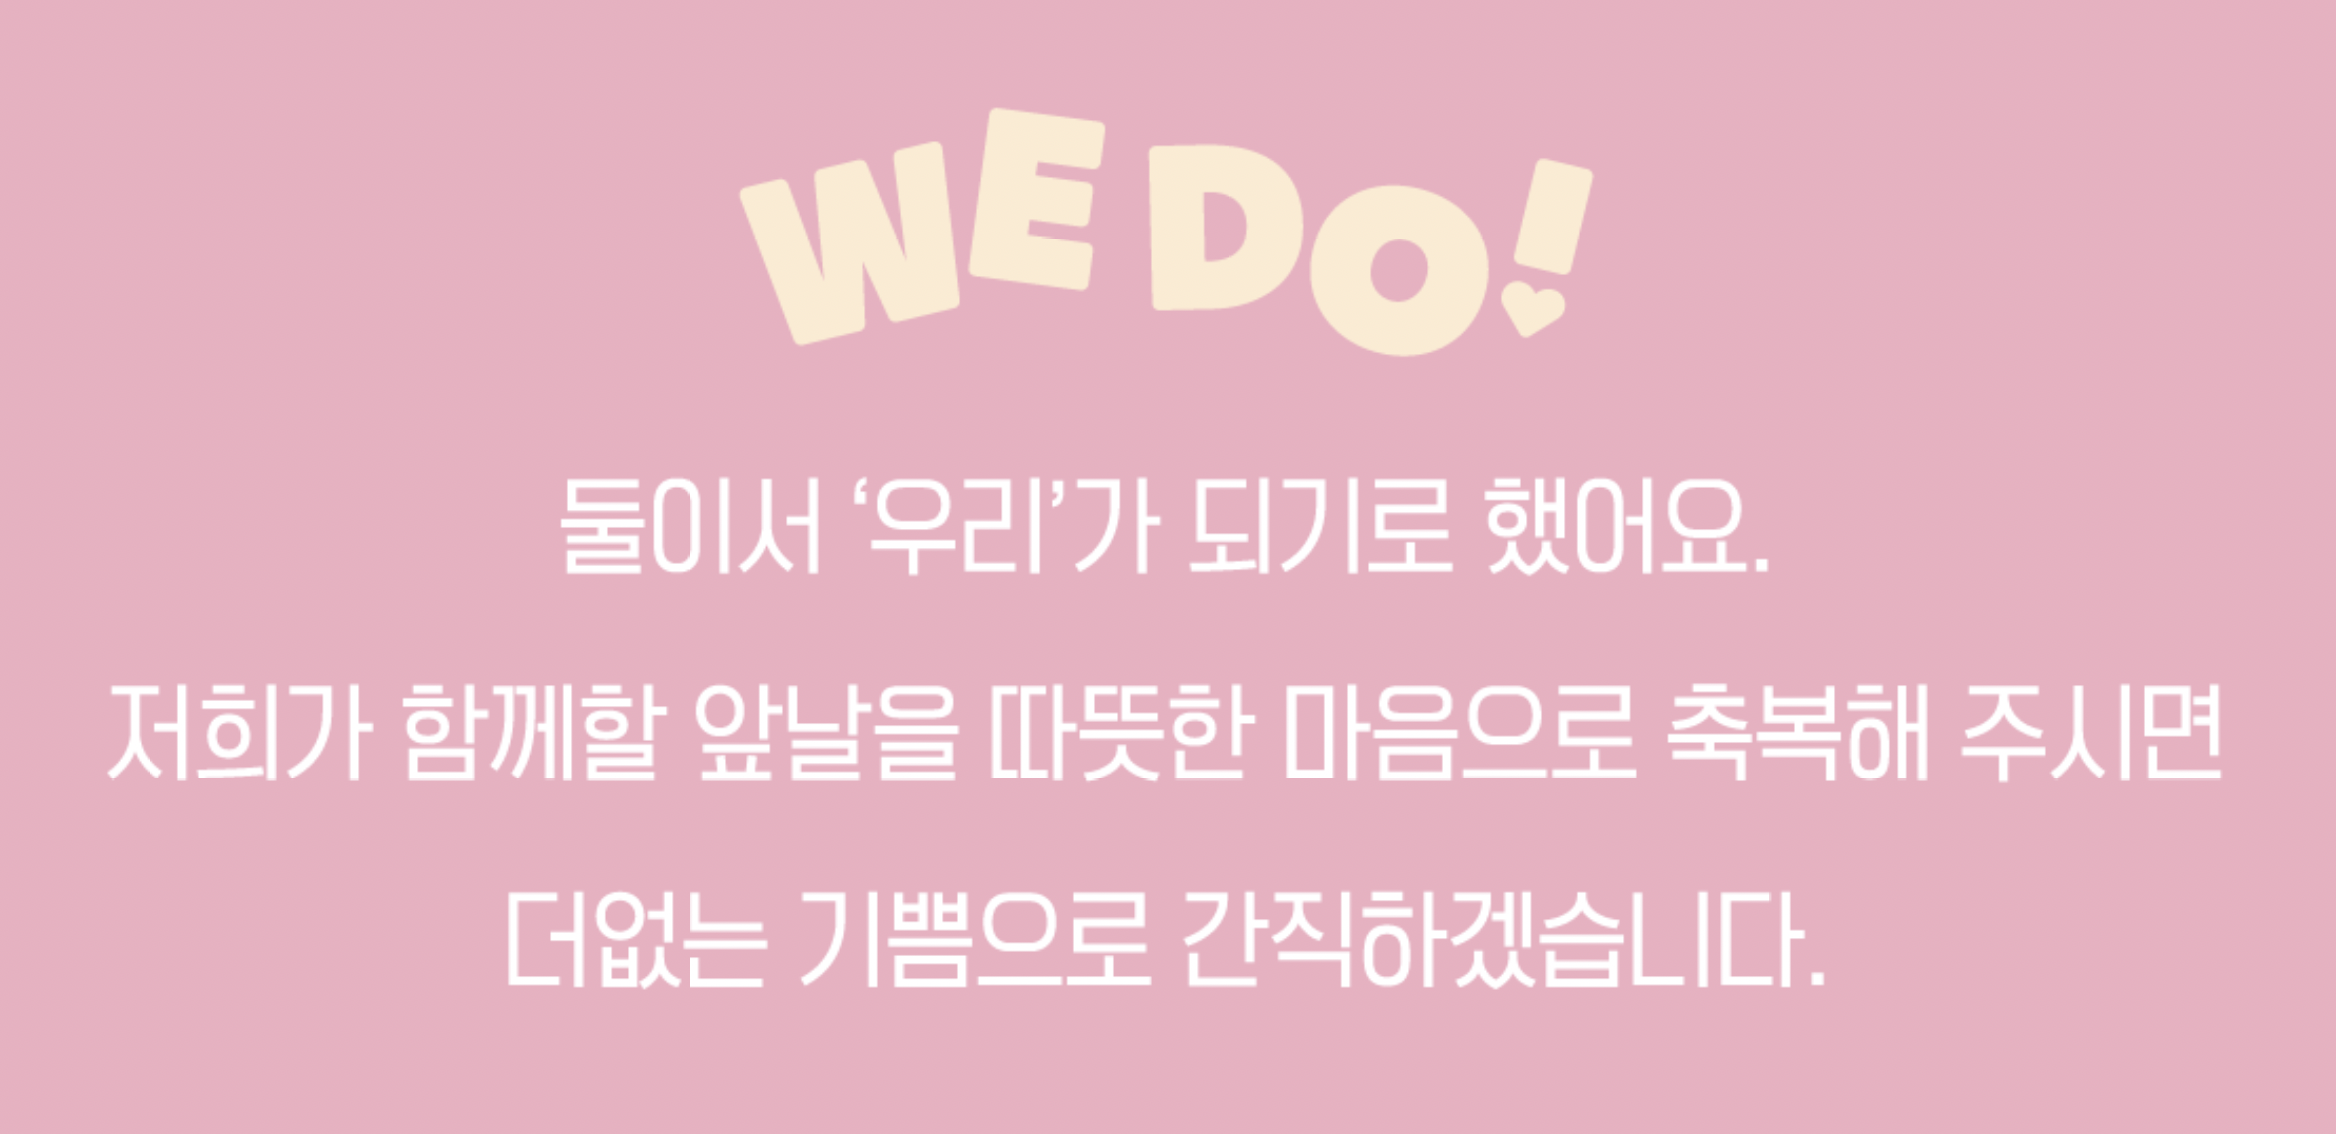 WE DO!
둘이서 ‘우리’가 되기로 했어요.
저희가 함께할 앞날을 따뜻한 마음으로 축복해 주시면
더없는 기쁨으로 간직하겠습니다.